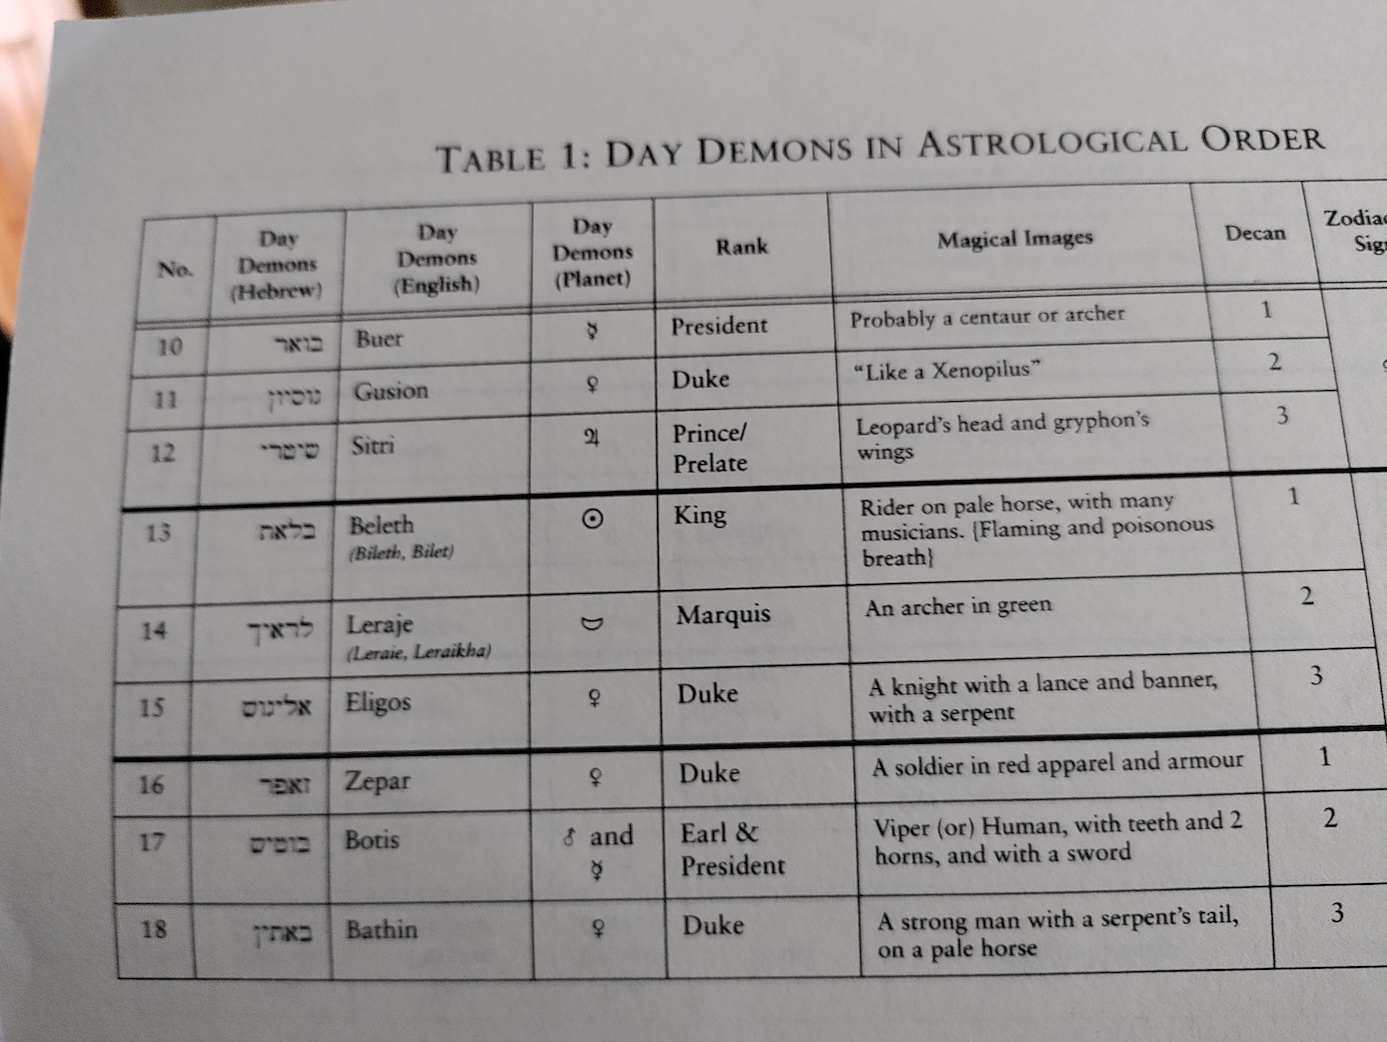 TABLE 1: DAY DEMONS IN ASTROLOGICAL ORDER
No. Day Demons (Hebrew) Day Demons (English) Day Demons (Planet) Rank Magical Images Decan
10 בואר Buer ☿ President Probably a centaur or archer 1
11 גוסיון Gusion ♀ Duke “Like a Xenopilus” 2
12 שיטרי Sitri ♃ Prince/ Leopard’s head and gryphon’s 3
Prelate wings
13 בלאת Beleth ☉ King Rider on pale horse, with many 1
(Bileth, Bilet) musicians. {Flaming and poisonous
breath}
14 לראיך Leraje Marquis An archer in green 2
(Leraie, Leraikha)
15 אליגוס Eligos ♀ Duke A knight with a lance and banner, 3
with a serpent
16 זאפר Zepar ♀ Duke A soldier in red apparel and armour 1
17 בוטיס Botis ♂ and Earl & Viper (or) Human, with teeth and 2 2
☿ President horns, and with a sword
18 באתין Bathin ♀ Duke A strong man with a serpent’s tail, 3
on a pale horse